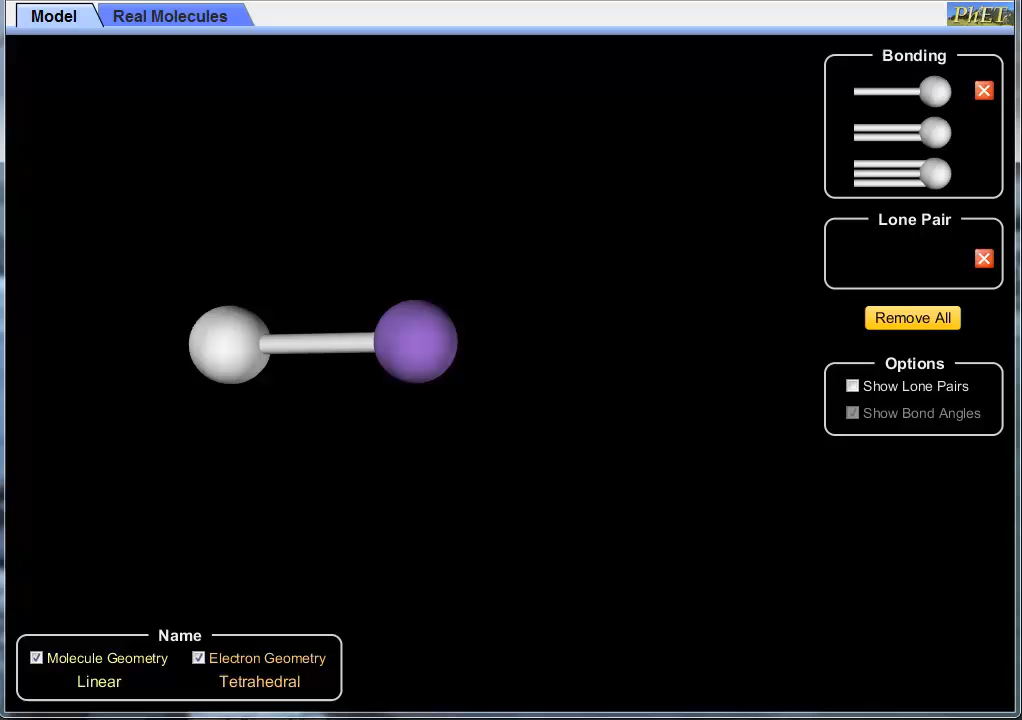 Model
Real Molecules
PhET
Bonding
Lone Pair
Remove All
Options
Show Lone Pairs
Show Bond Angles
Name
Molecule Geometry
Electron Geometry
Linear
Tetrahedral